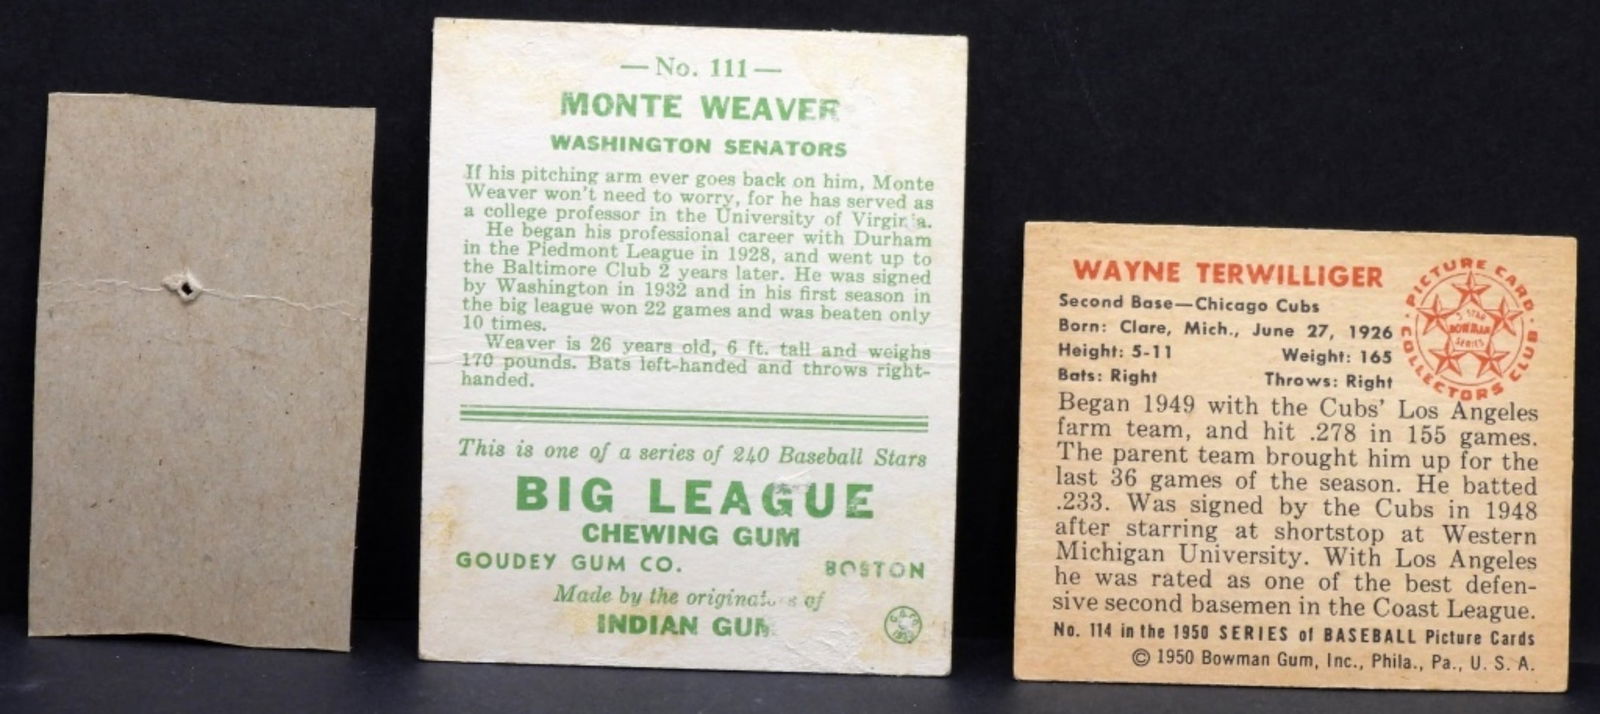 — No. 111 —
MONTE WEAVER
WASHINGTON SENATORS
If his pitching arm ever goes back on him, Monte
Weaver won't need to worry, for he has served as
a college professor in the University of Virginia.
He began his professional career with Durham
in the Piedmont League in 1928, and went up to
the Baltimore Club 2 years later. He was signed
by Washington in 1932 and in his first season in
the big league won 22 games and was beaten only
10 times.
Weaver is 26 years old, 6 ft. tall and weighs
170 pounds. Bats left-handed and throws right-
handed.
This is one of a series of 240 Baseball Stars
BIG LEAGUE
CHEWING GUM
GOUDEY GUM CO. BOSTON
Made by the originators of
INDIAN GUM
WAYNE TERWILLIGER
Second Base—Chicago Cubs
Born: Clare, Mich., June 27, 1926
Height: 5-11 Weight: 165
Bats: Right Throws: Right
PICTURE CARD
COLLECTORS CLUB
5-STAR
BOWMAN
SERIES
Began 1949 with the Cubs' Los Angeles
farm team, and hit .278 in 155 games.
The parent team brought him up for the
last 36 games of the season. He batted
.233. Was signed by the Cubs in 1948
after starring at shortstop at Western
Michigan University. With Los Angeles
he was rated as one of the best defen-
sive second basemen in the Coast League.
No. 114 in the 1950 SERIES of BASEBALL Picture Cards
© 1950 Bowman Gum, Inc., Phila., Pa., U. S. A.